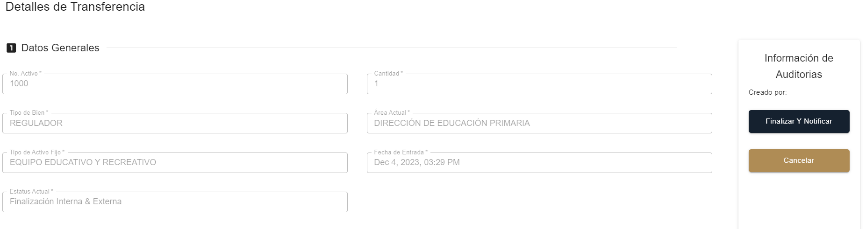 Detalles de Transferencia
1 Datos Generales
No. Activo *
1000
Cantidad *
1
Tipo de Bien *
REGULADOR
Area Actual *
DIRECCIÓN DE EDUCACIÓN PRIMARIA
Tipo de Activo Fijo *
EQUIPO EDUCATIVO Y RECREATIVO
Fecha de Entrada *
Dec 4, 2023, 03:29 PM
Estatus Actual *
Finalización Interna & Externa
Información de
Auditorias
Creado por:
Finalizar Y Notificar
Cancelar